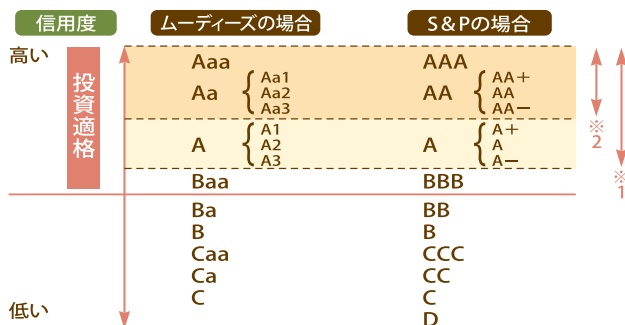 信用度 ムーディーズの場合 S&Pの場合
高い
投資適格
Aaa AAA
Aa Aa1 Aa2 Aa3 AA AA+ AA AA−
A A1 A2 A3 A A+ A A−
Baa BBB
Ba BB
B B
Caa CCC
Ca CC
C C
低い D
※2
※1